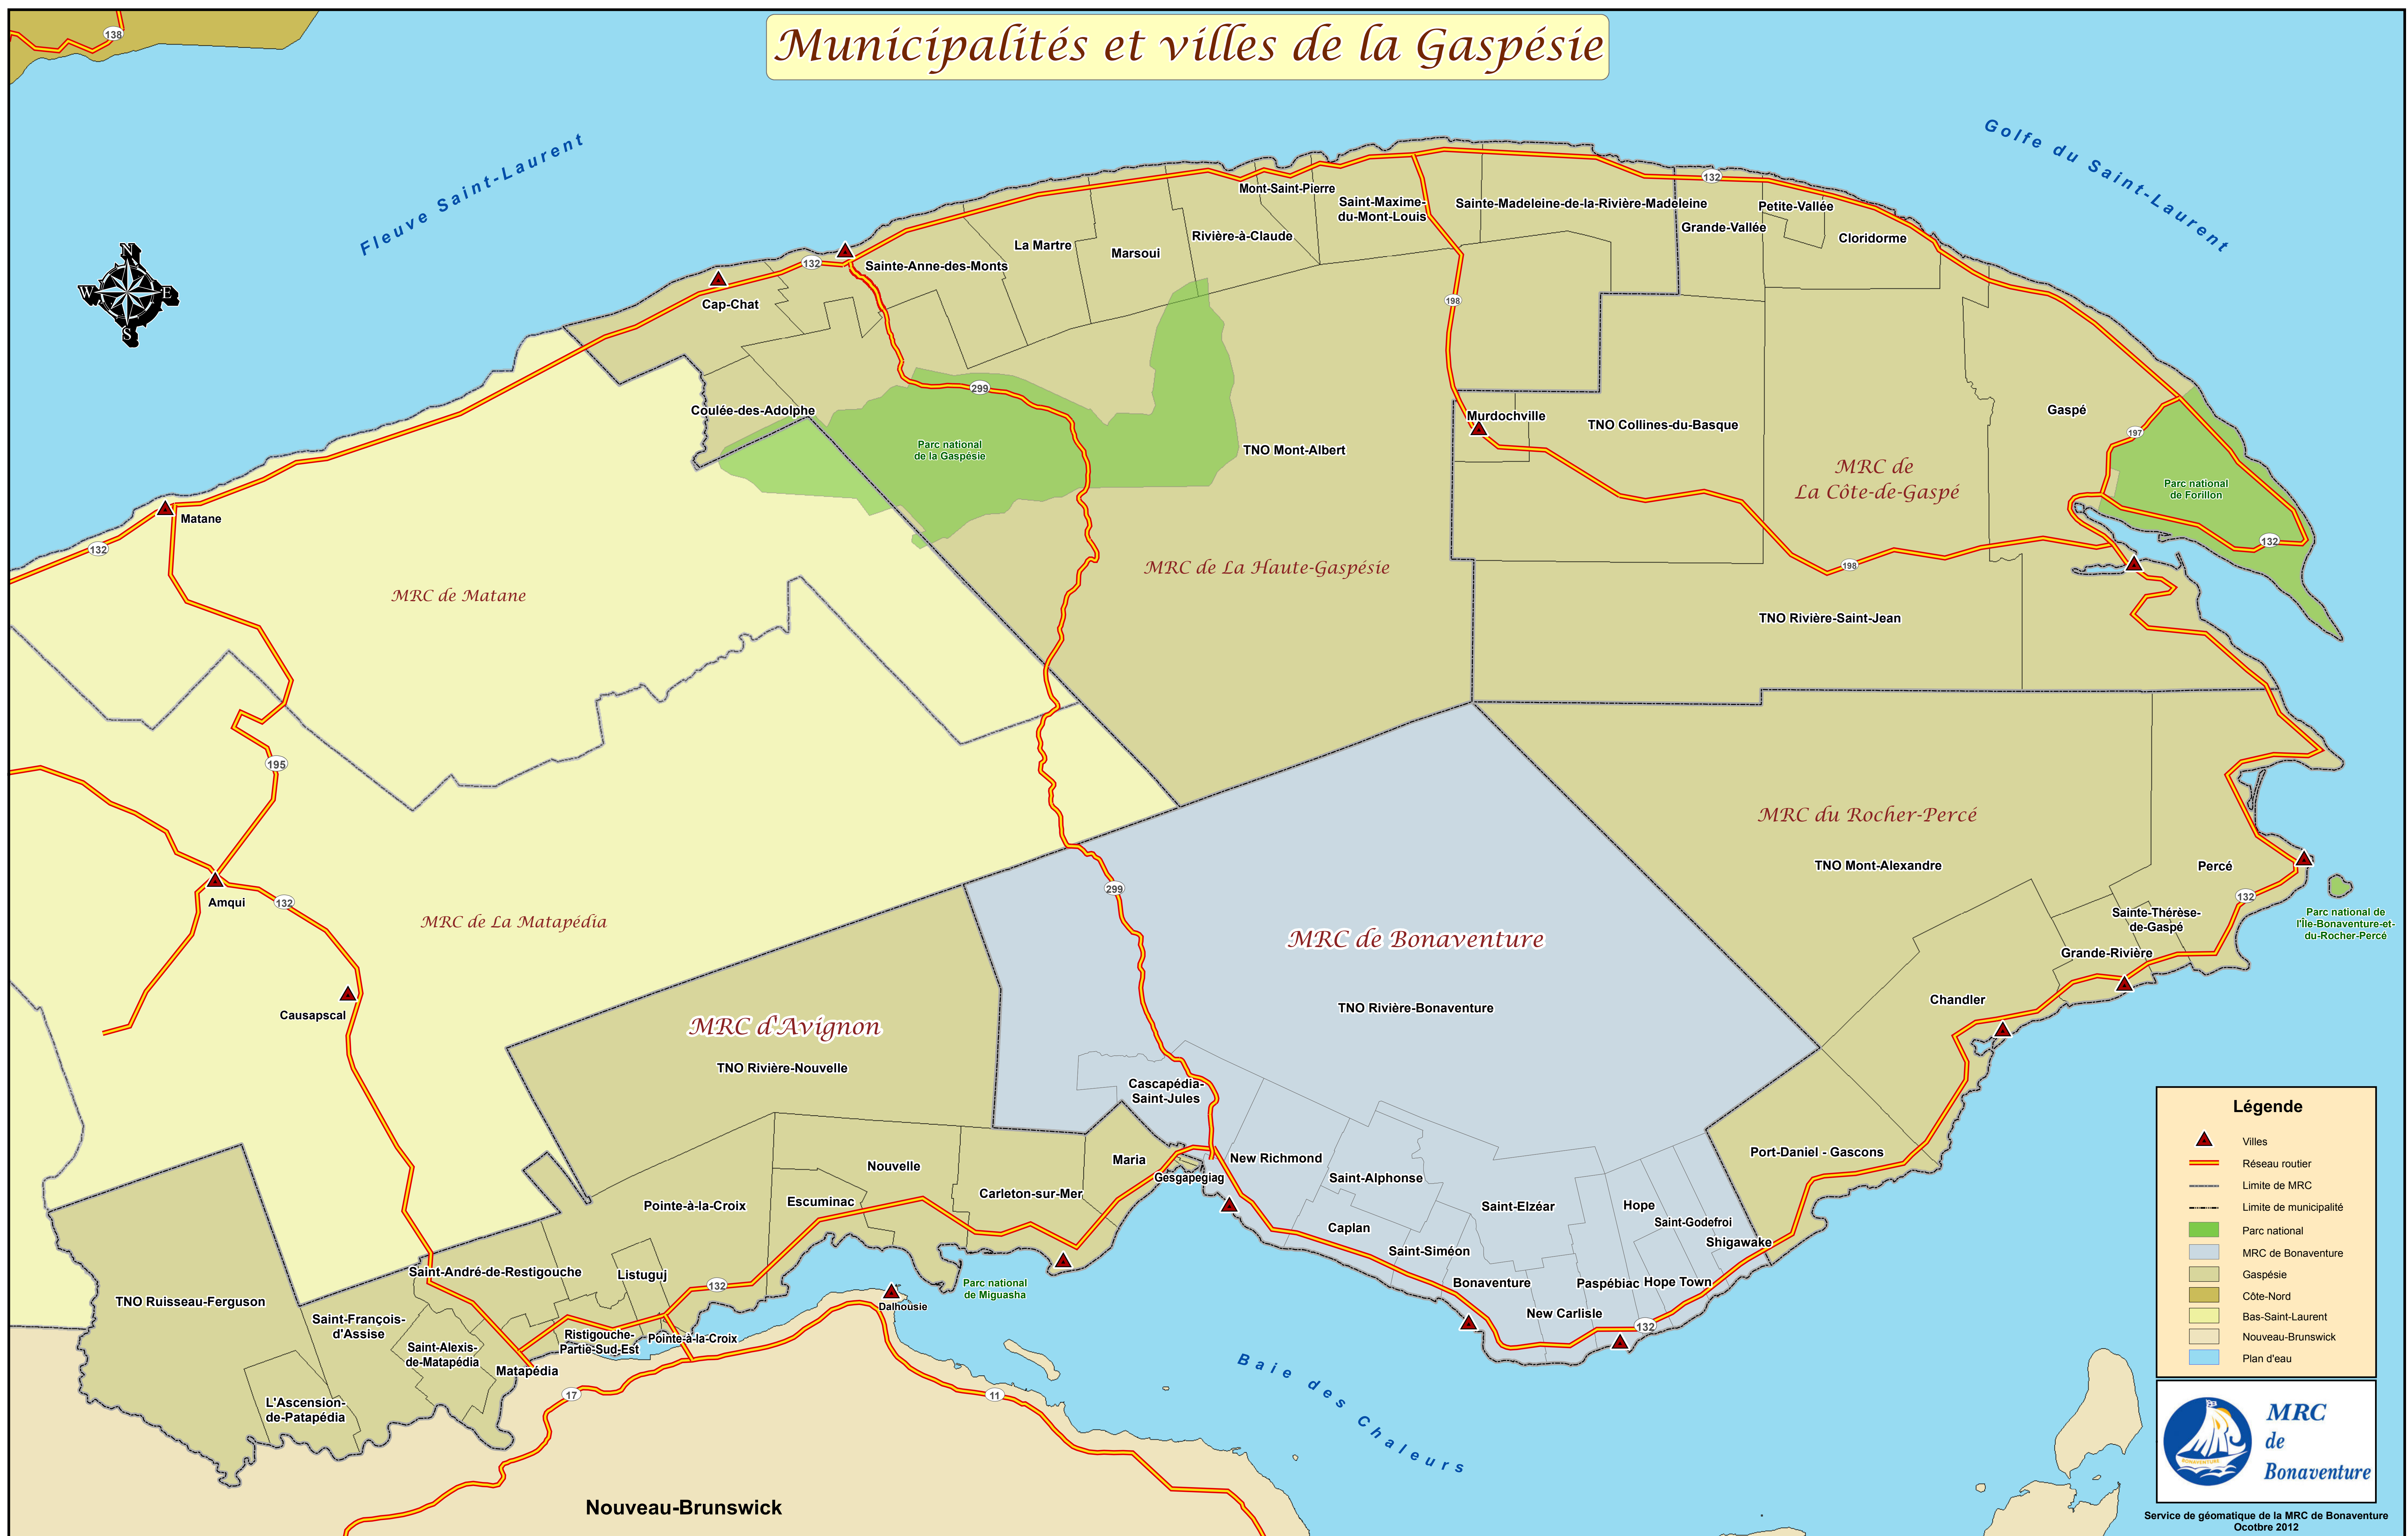 Municipalités et villes de la Gaspésie
138
Fleuve Saint-Laurent
Golfe du Saint-Laurent
N
W
E
S
Mont-Saint-Pierre
Saint-Maxime-
du-Mont-Louis
Sainte-Madeleine-de-la-Rivière-Madeleine
132
Petite-Vallée
Grande-Vallée
Cloridorme
Rivière-à-Claude
La Martre
Marsoui
Sainte-Anne-des-Monts
132
Cap-Chat
198
299
Coulée-des-Adolphe
Murdochville
TNO Collines-du-Basque
Gaspé
197
Parc national
de la Gaspésie
TNO Mont-Albert
MRC de
La Côte-de-Gaspé
Parc national
de Forillon
Matane
132
132
198
MRC de La Haute-Gaspésie
MRC de Matane
TNO Rivière-Saint-Jean
195
MRC du Rocher-Percé
TNO Mont-Alexandre
Percé
299
132
Amqui
132
MRC de La Matapédia
Sainte-Thérèse-
de-Gaspé
Parc national de
l'Île-Bonaventure-et-
du-Rocher-Percé
MRC de Bonaventure
Grande-Rivière
Chandler
TNO Rivière-Bonaventure
Causapscal
MRC d'Avignon
TNO Rivière-Nouvelle
Cascapédia-
Saint-Jules
Port-Daniel - Gascons
New Richmond
Maria
Nouvelle
Gesgapegiag
Saint-Alphonse
Carleton-sur-Mer
Escuminac
Pointe-à-la-Croix
Saint-Elzéar
Hope
Saint-Godefroi
Caplan
Shigawake
Saint-Siméon
Saint-André-de-Restigouche
Listuguj
132
Parc national
de Miguasha
Bonaventure
Paspébiac
Hope Town
TNO Ruisseau-Ferguson
Dalhousie
New Carlisle
132
Saint-François-
d'Assise
Ristigouche-
Partie-Sud-Est
Pointe-à-la-Croix
Saint-Alexis-
de-Matapédia
Matapédia
17
11
L'Ascension-
de-Patapédia
Baie des Chaleurs
Nouveau-Brunswick
Légende
Villes
Réseau routier
Limite de MRC
Limite de municipalité
Parc national
MRC de Bonaventure
Gaspésie
Côte-Nord
Bas-Saint-Laurent
Nouveau-Brunswick
Plan d'eau
BONAVENTURE
MRC
de
Bonaventure
Service de géomatique de la MRC de Bonaventure
Ocotbre 2012